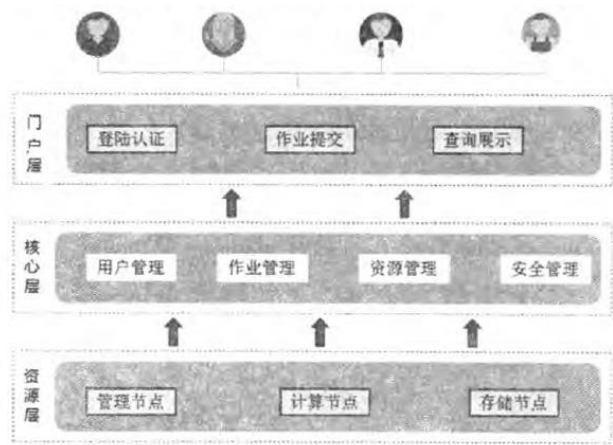 门户层
登陆认证 作业提交 查询展示
核心层
用户管理 作业管理 资源管理 安全管理
资源层
管理节点 计算节点 存储节点